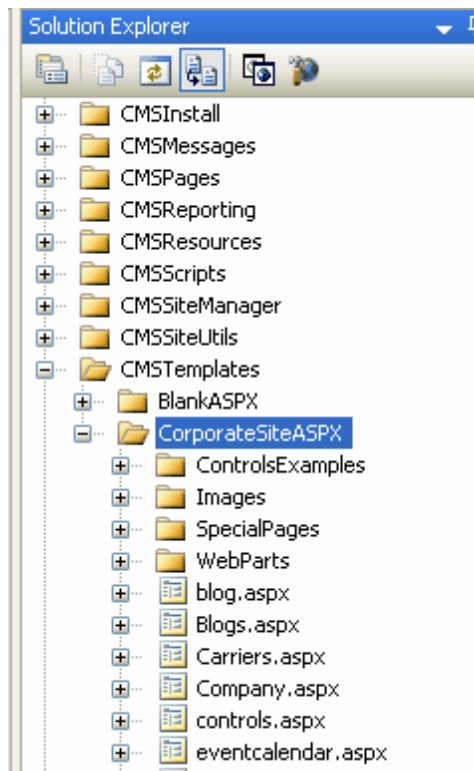 Solution Explorer
CMSInstall
CMSMessages
CMSPages
CMSReporting
CMSResources
CMSScripts
CMSSiteManager
CMSSiteUtils
CMSTemplates
BlankASPX
CorporateSiteASPX
ControlsExamples
Images
SpecialPages
WebParts
blog.aspx
Blogs.aspx
Carriers.aspx
Company.aspx
controls.aspx
eventcalendar.aspx